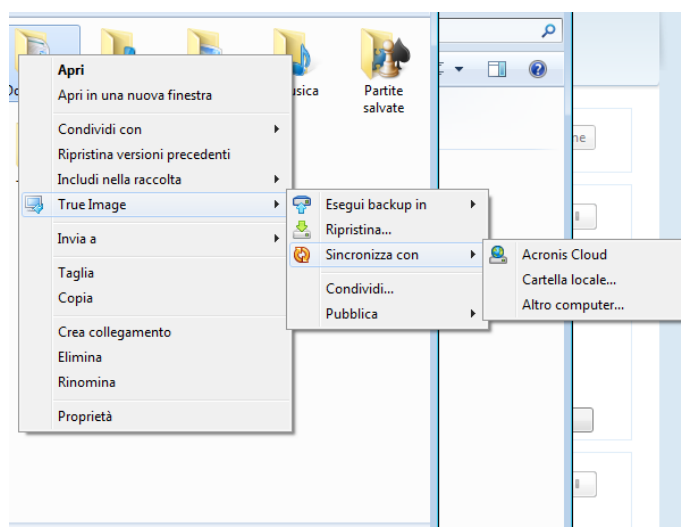 usica
Partite
salvate
Apri
Apri in una nuova finestra
Condividi con
Ripristina versioni precedenti
Includi nella raccolta
True Image
Invia a
Taglia
Copia
Crea collegamento
Elimina
Rinomina
Proprietà
Esegui backup in
Ripristina...
Sincronizza con
Condividi...
Pubblica
Acronis Cloud
Cartella locale...
Altro computer...
ne